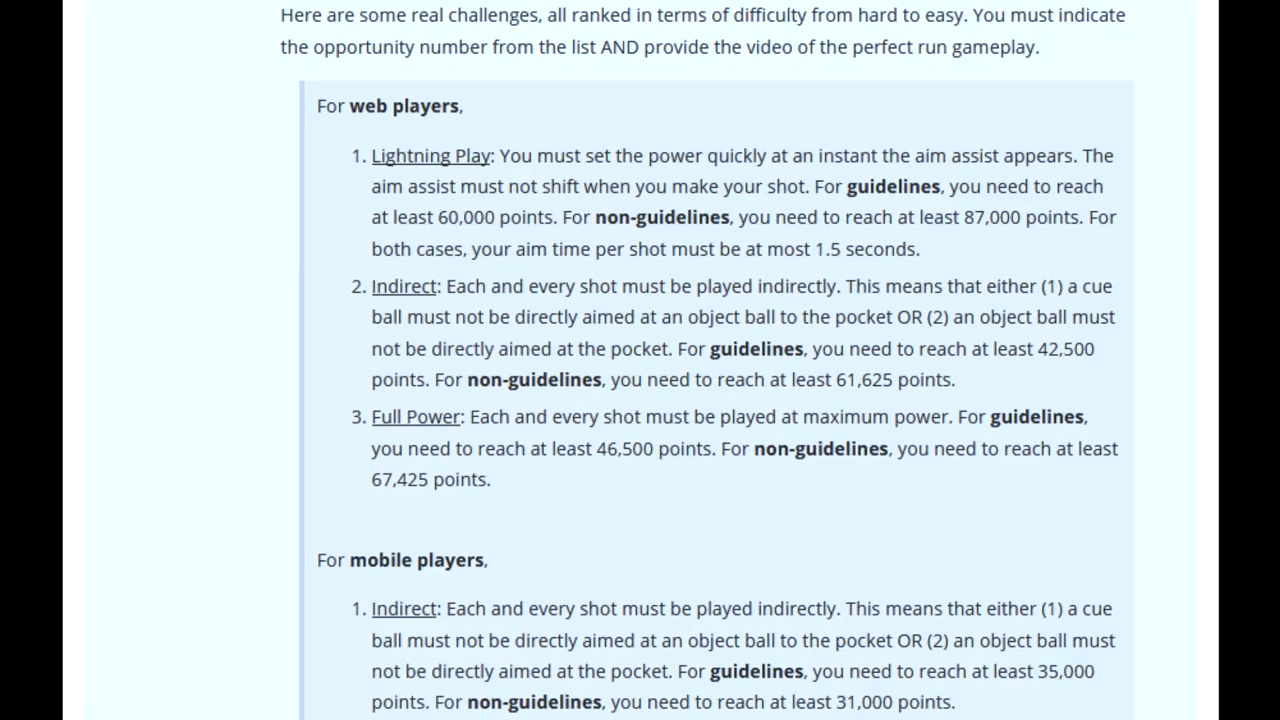 Here are some real challenges, all ranked in terms of difficulty from hard to easy. You must indicate
the opportunity number from the list AND provide the video of the perfect run gameplay.
For web players,
1. Lightning Play: You must set the power quickly at an instant the aim assist appears. The
aim assist must not shift when you make your shot. For guidelines, you need to reach
at least 60,000 points. For non-guidelines, you need to reach at least 87,000 points. For
both cases, your aim time per shot must be at most 1.5 seconds.
2. Indirect: Each and every shot must be played indirectly. This means that either (1) a cue
ball must not be directly aimed at an object ball to the pocket OR (2) an object ball must
not be directly aimed at the pocket. For guidelines, you need to reach at least 42,500
points. For non-guidelines, you need to reach at least 61,625 points.
3. Full Power: Each and every shot must be played at maximum power. For guidelines,
you need to reach at least 46,500 points. For non-guidelines, you need to reach at least
67,425 points.
For mobile players,
1. Indirect: Each and every shot must be played indirectly. This means that either (1) a cue
ball must not be directly aimed at an object ball to the pocket OR (2) an object ball must
not be directly aimed at the pocket. For guidelines, you need to reach at least 35,000
points. For non-guidelines, you need to reach at least 31,000 points.